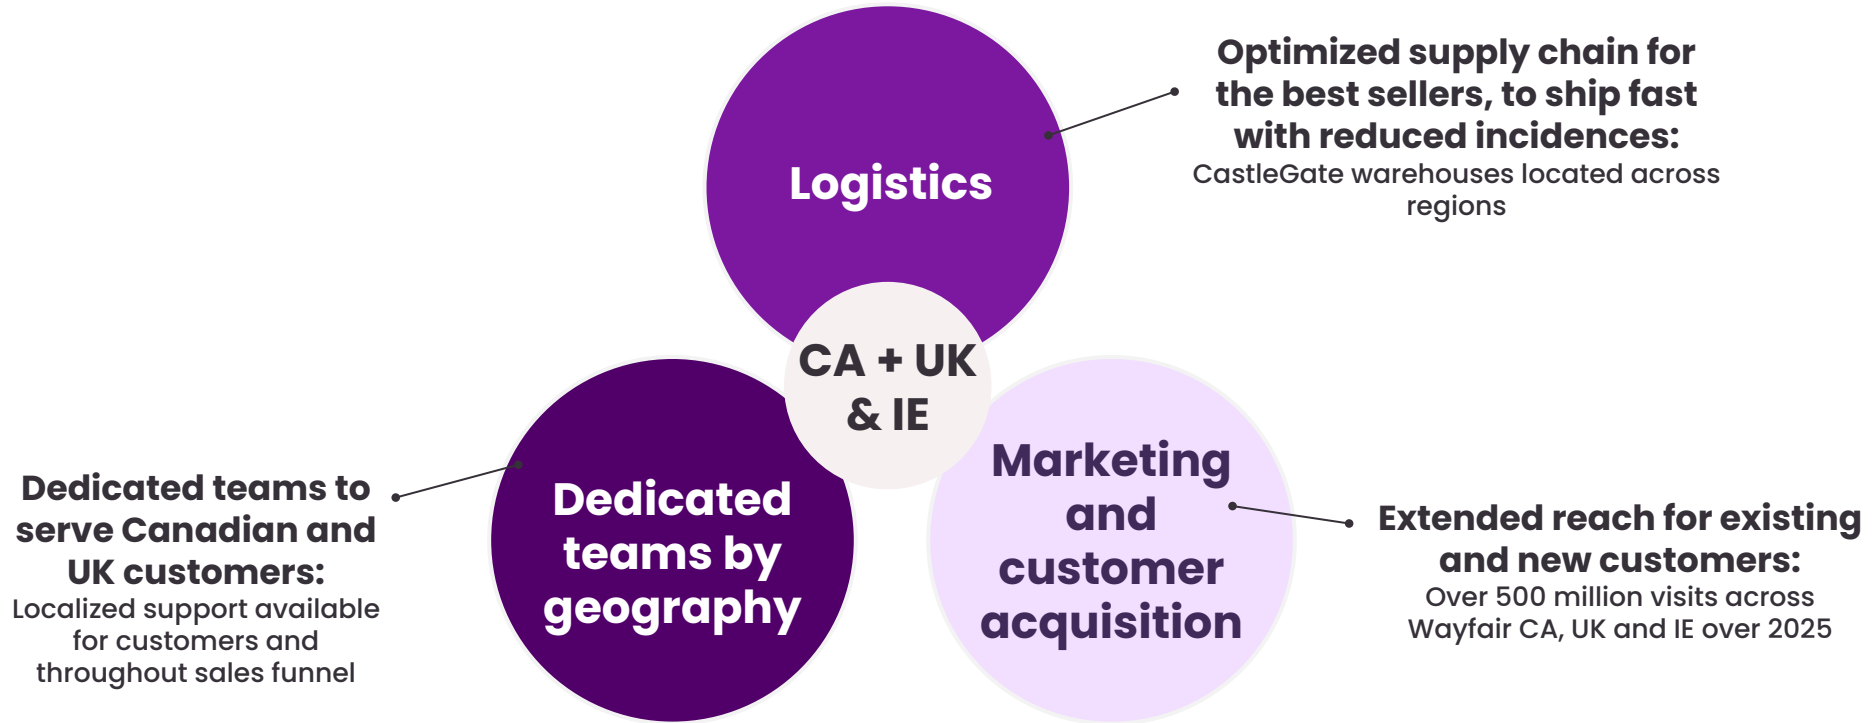 Optimized supply chain for
the best sellers, to ship fast
with reduced incidences:
CastleGate warehouses located across
regions
Logistics
CA + UK
& IE
Dedicated teams to
serve Canadian and
UK customers:
Localized support available
for customers and
throughout sales funnel
Dedicated
teams by
geography
Marketing
and
customer
acquisition
Extended reach for existing
and new customers:
Over 500 million visits across
Wayfair CA, UK and IE over 2025